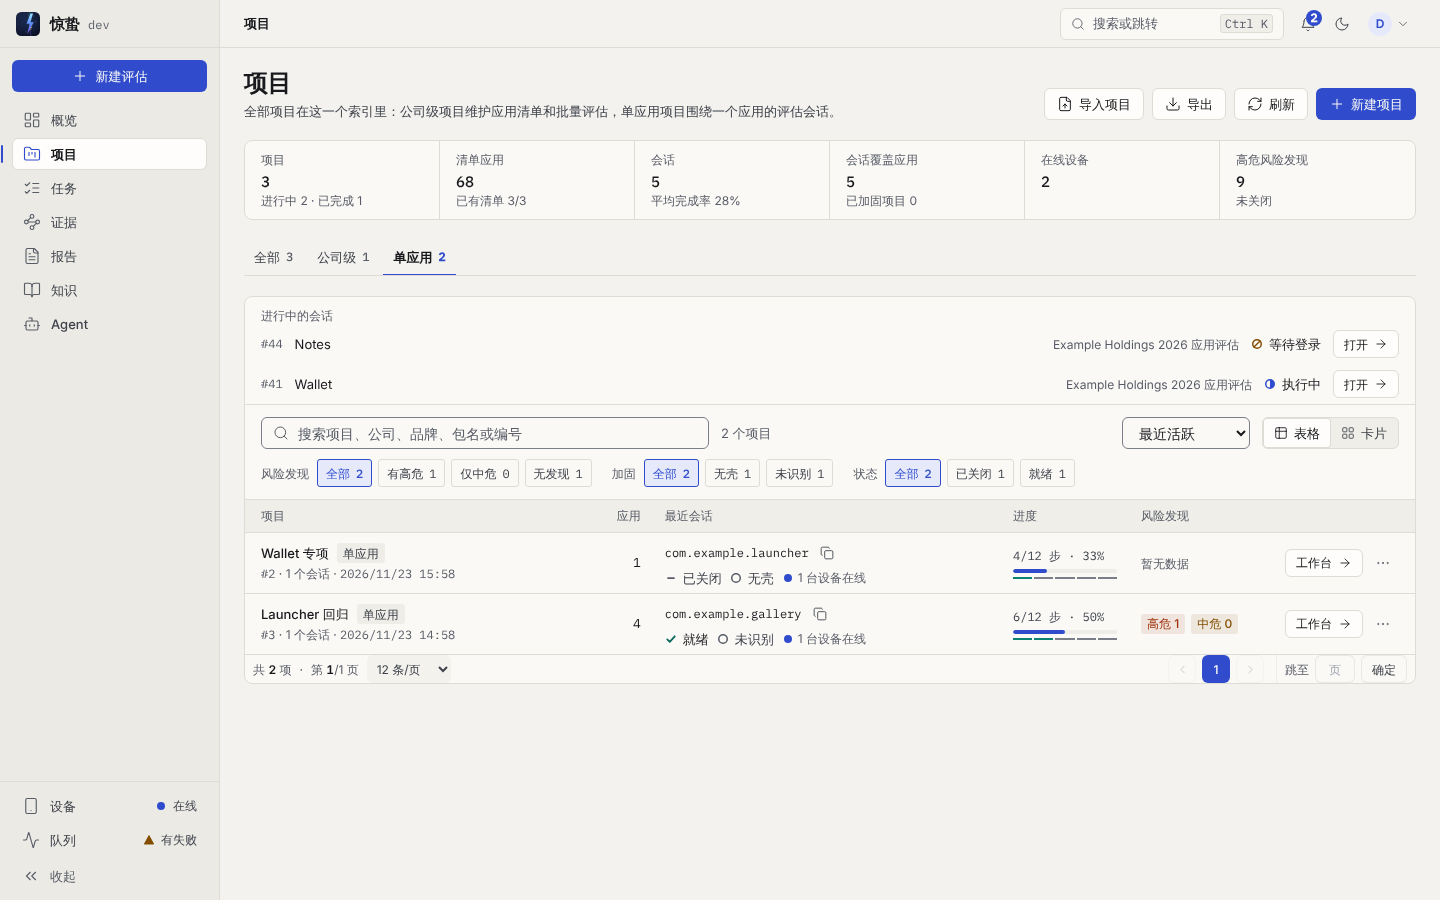 惊蛰 dev
项目
搜索或跳转 Ctrl K
2
D
新建评估
概览
项目
任务
证据
报告
知识
Agent
设备 在线
队列 有失败
收起
项目
全部项目在这一个索引里：公司级项目维护应用清单和批量评估，单应用项目围绕一个应用的评估会话。
导入项目 导出 刷新 新建项目
项目 清单应用 会话 会话覆盖应用 在线设备 高危风险发现
3 68 5 5 2 9
进行中 2 · 已完成 1 已有清单 3/3 平均完成率 28% 已加固项目 0 未关闭
全部 3 公司级 1 单应用 2
进行中的会话
#44 Notes Example Holdings 2026 应用评估 等待登录 打开
#41 Wallet Example Holdings 2026 应用评估 执行中 打开
搜索项目、公司、品牌、包名或编号 2 个项目 最近活跃 表格 卡片
风险发现 全部 2 有高危 1 仅中危 0 无发现 1 加固 全部 2 无壳 1 未识别 1 状态 全部 2 已关闭 1 就绪 1
项目 应用 最近会话 进度 风险发现
Wallet 专项 单应用 1 com.example.launcher 4/12 步 · 33% 暂无数据 工作台 ···
#2 · 1 个会话 · 2026/11/23 15:58 已关闭 无壳 1 台设备在线
Launcher 回归 单应用 4 com.example.gallery 6/12 步 · 50% 高危 1 中危 0 工作台 ···
#3 · 1 个会话 · 2026/11/23 14:58 就绪 未识别 1 台设备在线
共 2 项 · 第 1/1 页 12 条/页 1 跳至 页 确定